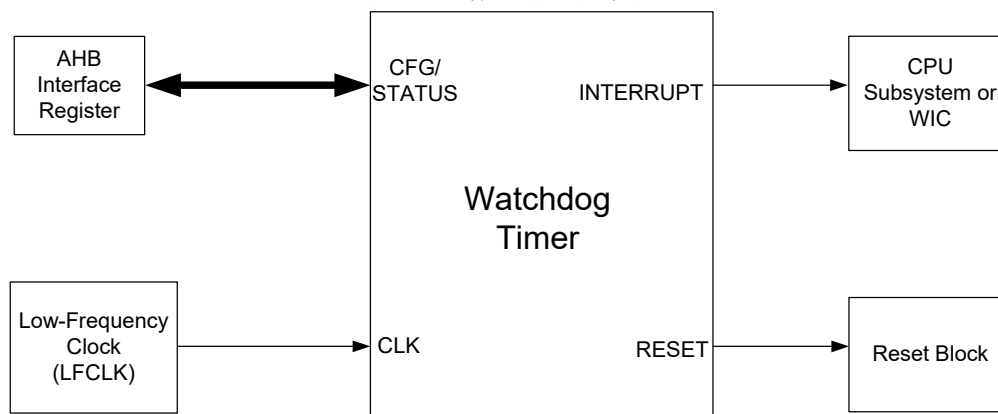 AHB
Interface
Register
CFG/
STATUS
INTERRUPT
CPU
Subsystem or
WIC
Watchdog
Timer
Low-Frequency
Clock
(LFCLK)
CLK
RESET
Reset Block